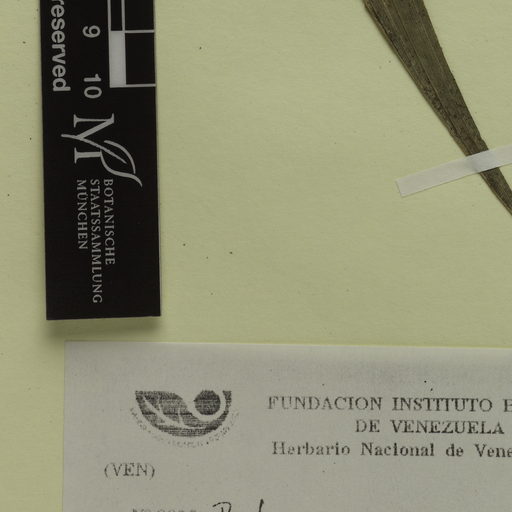 reserved
9 10
BOTANISCHE
STAATSSAMMLUNG
MÜNCHEN
FUNDACION INSTITUTO B
DE VENEZUELA
Herbario Nacional de Vene
(VEN)